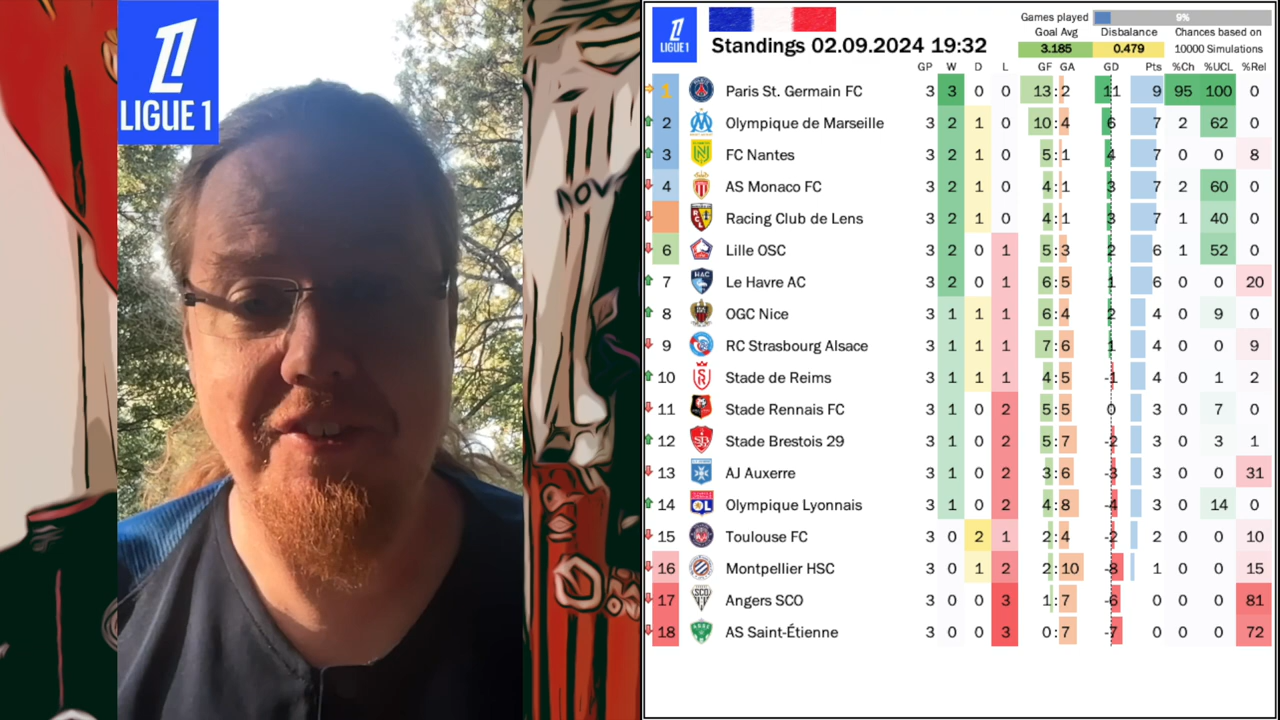 LIGUE 1
NOV
LIGUE 1
Standings 02.09.2024 19:32
Games played 9%
Goal Avg Disbalance Chances based on
3.185 0.479 10000 Simulations
GP W D L GF GA GD Pts %Ch %UCL %Rel
1 Paris St. Germain FC 3 3 0 0 13:2 11 9 95 100 0
2 Olympique de Marseille 3 2 1 0 10:4 6 7 2 62 0
3 FC Nantes 3 2 1 0 5:1 4 7 0 0 8
4 AS Monaco FC 3 2 1 0 4:1 3 7 2 60 0
Racing Club de Lens 3 2 1 0 4:1 3 7 1 40 0
6 Lille OSC 3 2 0 1 5:3 2 6 1 52 0
7 Le Havre AC 3 2 0 1 6:5 1 6 0 0 20
8 OGC Nice 3 1 1 1 6:4 2 4 0 9 0
9 RC Strasbourg Alsace 3 1 1 1 7:6 1 4 0 0 9
10 Stade de Reims 3 1 1 1 4:5 -1 4 0 1 2
11 Stade Rennais FC 3 1 0 2 5:5 0 3 0 7 0
12 Stade Brestois 29 3 1 0 2 5:7 -2 3 0 3 1
13 AJ Auxerre 3 1 0 2 3:6 -3 3 0 0 31
14 Olympique Lyonnais 3 1 0 2 4:8 -4 3 0 14 0
15 Toulouse FC 3 0 2 1 2:4 -2 2 0 0 10
16 Montpellier HSC 3 0 1 2 2:10 -8 1 0 0 15
17 Angers SCO 3 0 0 3 1:7 -6 0 0 0 81
18 AS Saint-Étienne 3 0 0 3 0:7 -7 0 0 0 72